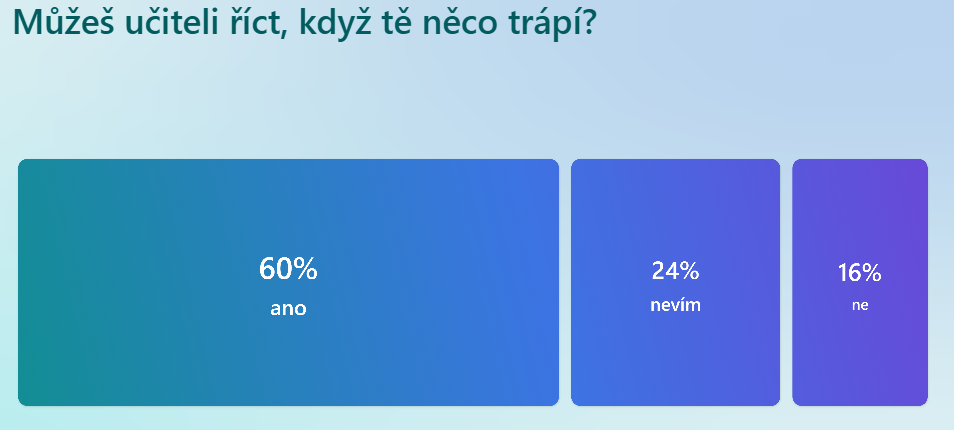 Můžeš učiteli říct, když tě něco trápí?
60%
ano
24%
nevím
16%
ne